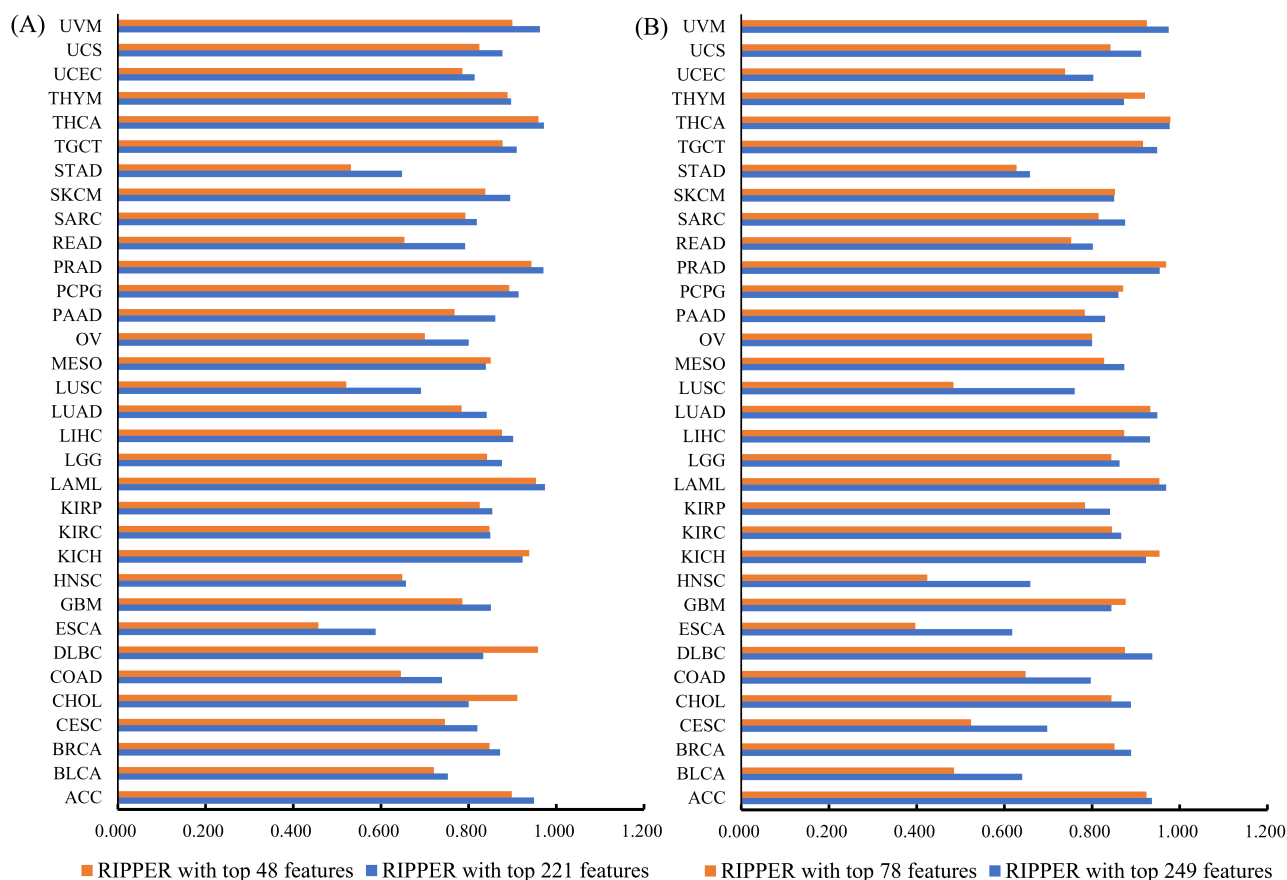 (A)
UVM
UCS
UCEC
THYM
THCA
TGCT
STAD
SKCM
SARC
READ
PRAD
PCPG
PAAD
OV
MESO
LUSC
LUAD
LIHC
LGG
LAML
KIRP
KIRC
KICH
HNSC
GBM
ESCA
DLBC
COAD
CHOL
CESC
BRCA
BLCA
ACC
0.000 0.200 0.400 0.600 0.800 1.000 1.200
RIPPER with top 48 features RIPPER with top 221 features
(B)
UVM
UCS
UCEC
THYM
THCA
TGCT
STAD
SKCM
SARC
READ
PRAD
PCPG
PAAD
OV
MESO
LUSC
LUAD
LIHC
LGG
LAML
KIRP
KIRC
KICH
HNSC
GBM
ESCA
DLBC
COAD
CHOL
CESC
BRCA
BLCA
ACC
0.000 0.200 0.400 0.600 0.800 1.000 1.200
RIPPER with top 78 features RIPPER with top 249 features